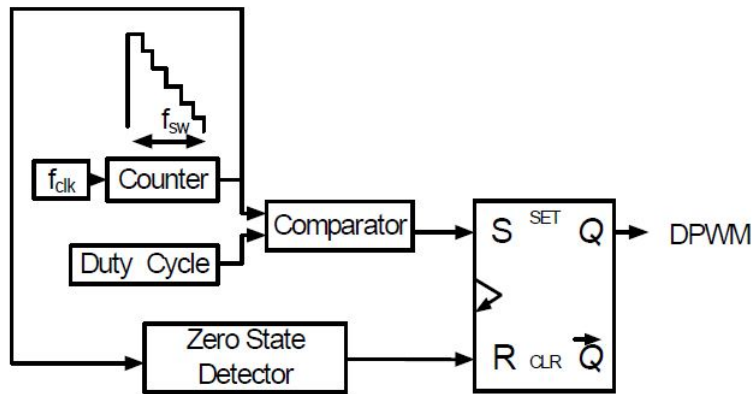 fsw
fclk
Counter
Comparator
Duty Cycle
Zero State
Detector
S SET Q
DPWM
R CLR Q